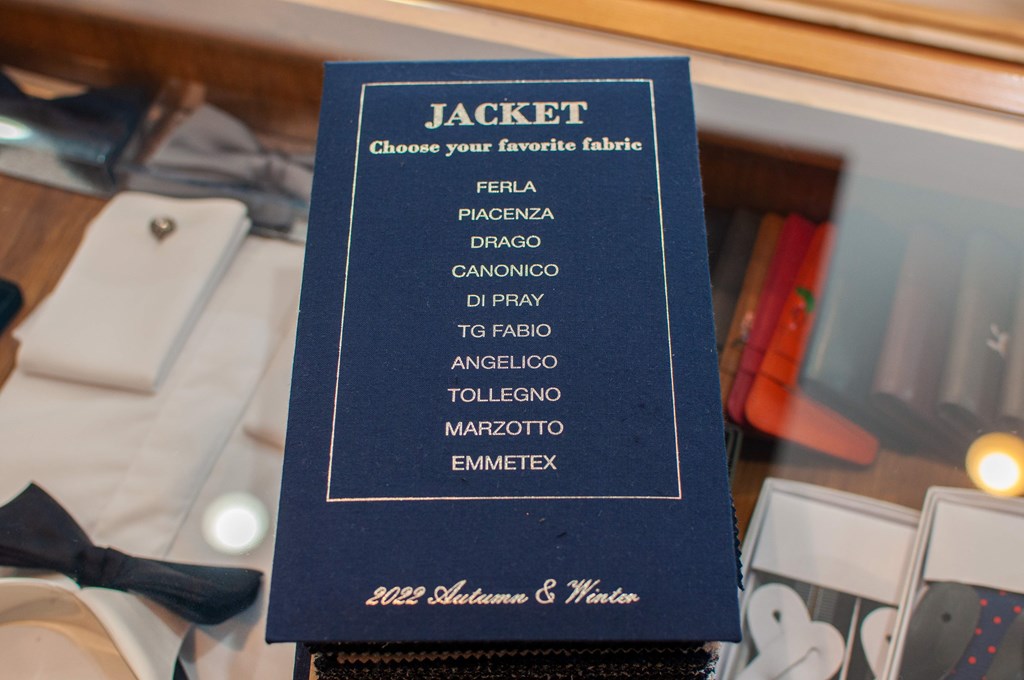 JACKET
Choose your favorite fabric
FERLA
PIACENZA
DRAGO
CANONICO
DI PRAY
TG FABIO
ANGELICO
TOLLEGNO
MARZOTTO
EMMETEX
2022 Autumn & Winter